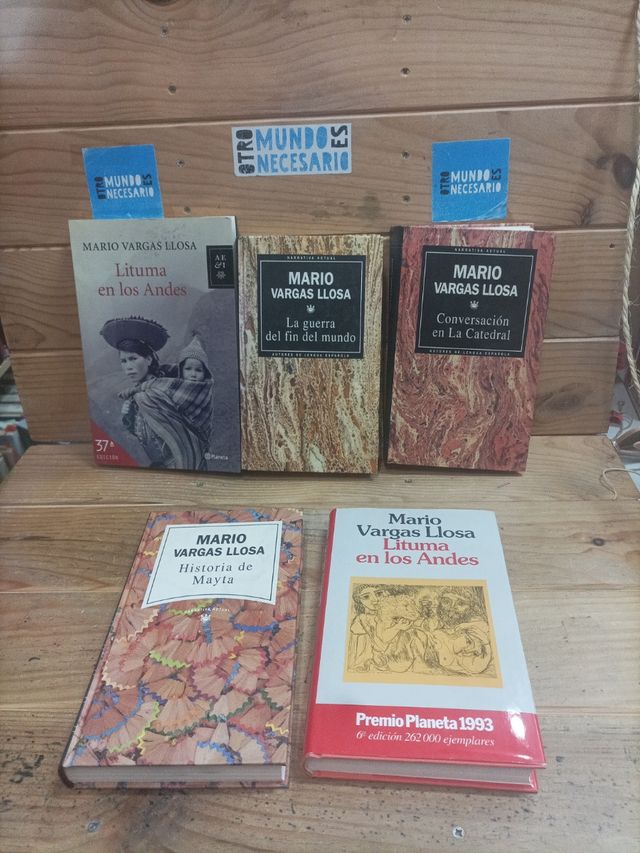 OTRO
MUNDO
NECESARIO
ES
OTRO
MUNDO
NECESARIO
ES
OTRO
MUNDO
NECESARIO
ES
MARIO VARGAS LLOSA
Lituma
en los Andes
A E
& I
37ª
EDICIÓN
Planeta
NARRATIVA ACTUAL
MARIO
VARGAS LLOSA
La guerra
del fin del mundo
AUTORES DE LENGUA ESPAÑOLA
NARRATIVA ACTUAL
MARIO
VARGAS LLOSA
Conversación
en La Catedral
AUTORES DE LENGUA ESPAÑOLA
MARIO
VARGAS LLOSA
Historia de
Mayta
NARRATIVA ACTUAL
Mario
Vargas Llosa
Lituma
en los Andes
Premio Planeta 1993
6ª edición 262 000 ejemplares